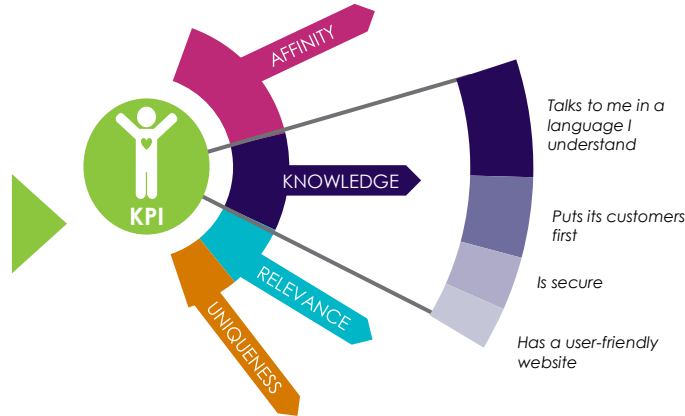 AFFINITY
KPI
KNOWLEDGE
RELEVANCE
UNIQUENESS
Talks to me in a
language I
understand
Puts its customers
first
Is secure
Has a user-friendly
website